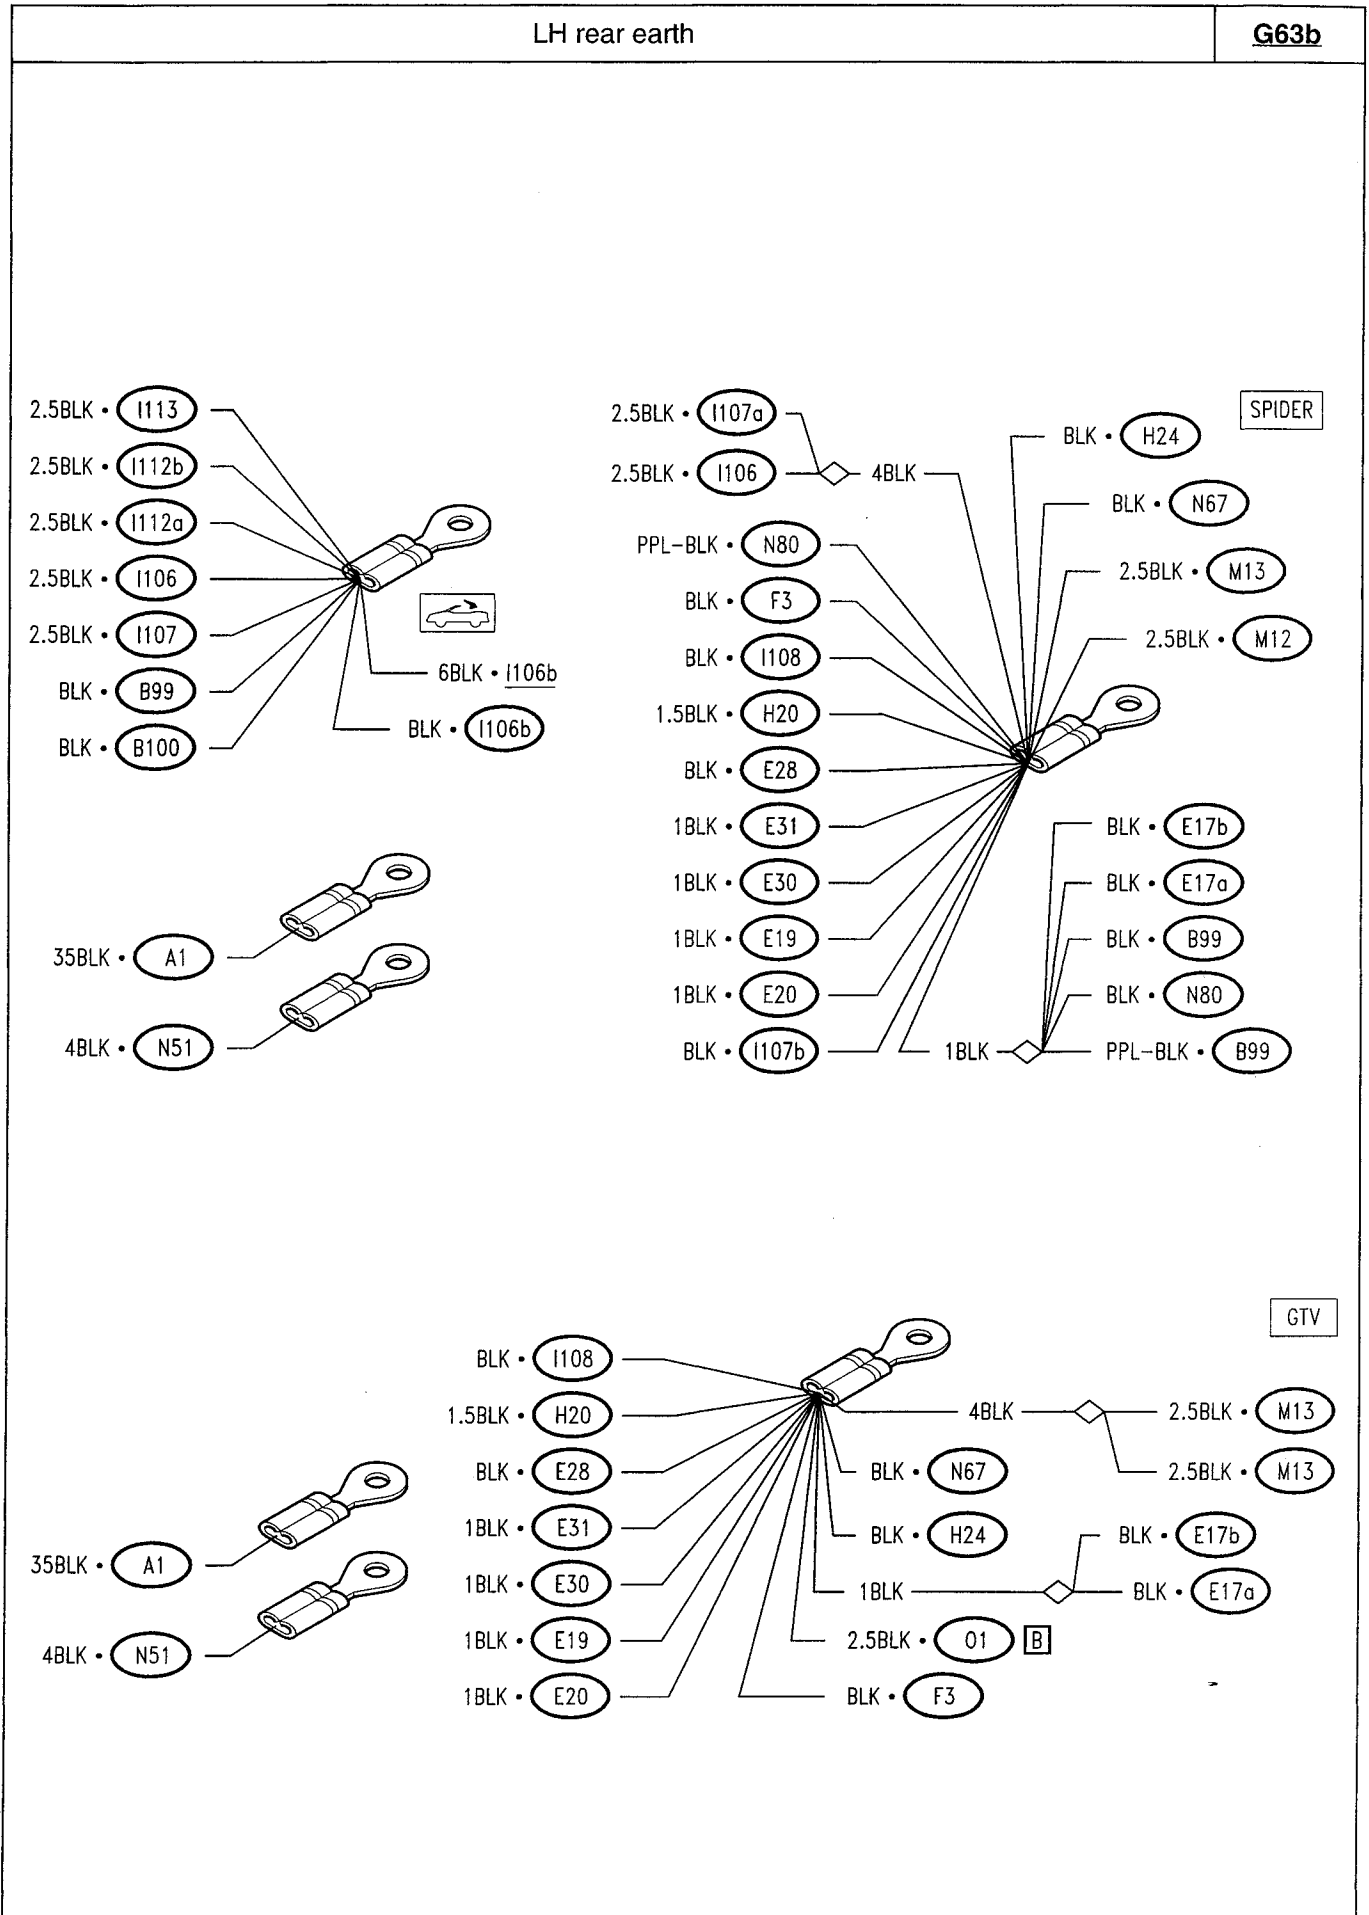 LH rear earth
G63b
2.5BLK • I113
2.5BLK • I112b
2.5BLK • I112a
2.5BLK • I106
2.5BLK • I107
BLK • B99
BLK • B100
6BLK • I106b
BLK • I106b
35BLK • A1
4BLK • N51
SPIDER
2.5BLK • I107a
2.5BLK • I106
4BLK
PPL-BLK • N80
BLK • F3
BLK • I108
1.5BLK • H20
BLK • E28
1BLK • E31
1BLK • E30
1BLK • E19
1BLK • E20
BLK • I107b
BLK • H24
BLK • N67
2.5BLK • M13
2.5BLK • M12
1BLK
BLK • E17b
BLK • E17a
BLK • B99
BLK • N80
PPL-BLK • B99
GTV
BLK • I108
1.5BLK • H20
BLK • E28
1BLK • E31
1BLK • E30
1BLK • E19
1BLK • E20
4BLK
2.5BLK • M13
2.5BLK • M13
BLK • N67
BLK • H24
1BLK
BLK • E17b
BLK • E17a
2.5BLK • O1 B
BLK • F3
35BLK • A1
4BLK • N51